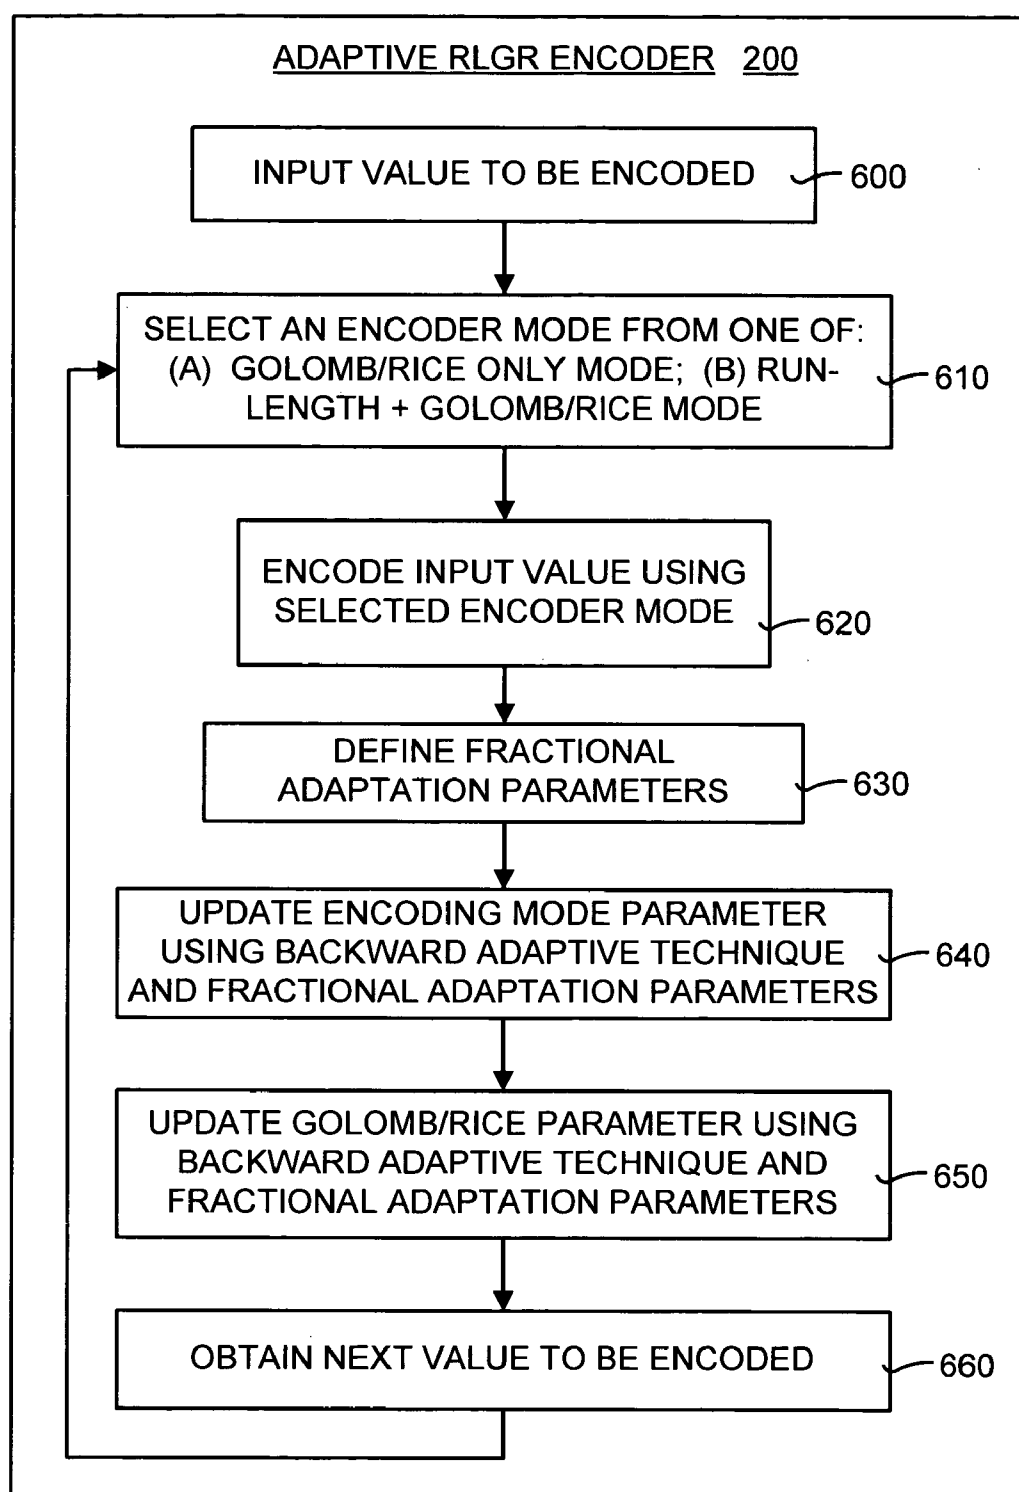 ADAPTIVE RLGR ENCODER 200
INPUT VALUE TO BE ENCODED
600
SELECT AN ENCODER MODE FROM ONE OF:
(A) GOLOMB/RICE ONLY MODE; (B) RUN-
LENGTH + GOLOMB/RICE MODE
610
ENCODE INPUT VALUE USING
SELECTED ENCODER MODE
620
DEFINE FRACTIONAL
ADAPTATION PARAMETERS
630
UPDATE ENCODING MODE PARAMETER
USING BACKWARD ADAPTIVE TECHNIQUE
AND FRACTIONAL ADAPTATION PARAMETERS
640
UPDATE GOLOMB/RICE PARAMETER USING
BACKWARD ADAPTIVE TECHNIQUE AND
FRACTIONAL ADAPTATION PARAMETERS
650
OBTAIN NEXT VALUE TO BE ENCODED
660